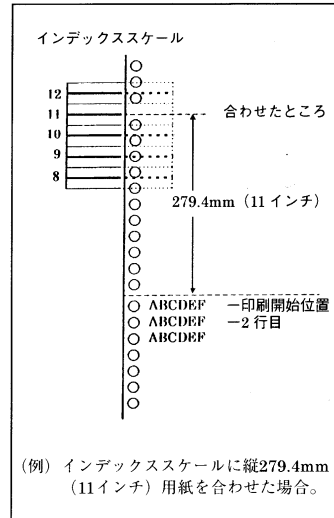 インデックススケール
12
11
合わせたところ
10
9
8
279.4mm（11インチ）
ABCDEF ー印刷開始位置
ABCDEF ー2行目
ABCDEF
（例）インデックススケールに縦279.4mm
（11インチ）用紙を合わせた場合。